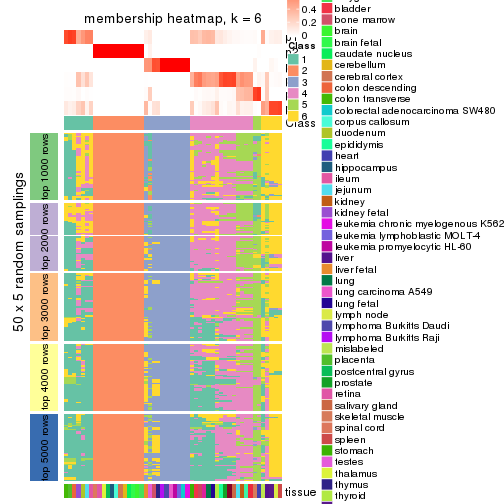 membership heatmap, k = 6
50 x 5 random samplings
top 1000 rows
top 2000 rows
top 3000 rows
top 4000 rows
top 5000 rows
0.4
0.2
0
Class
1
2
3
4
5
6
Class
tissue
bladder
bone marrow
brain
brain fetal
caudate nucleus
cerebellum
cerebral cortex
colon descending
colon transverse
colorectal adenocarcinoma SW480
corpus callosum
duodenum
epididymis
heart
hippocampus
ileum
jejunum
kidney
kidney fetal
leukemia chronic myelogenous K562
leukemia lymphoblastic MOLT-4
leukemia promyelocytic HL-60
liver
liver fetal
lung
lung carcinoma A549
lung fetal
lymph node
lymphoma Burkitts Daudi
lymphoma Burkitts Raji
mislabeled
placenta
postcentral gyrus
prostate
retina
salivary gland
skeletal muscle
spinal cord
spleen
stomach
testes
thalamus
thymus
thyroid